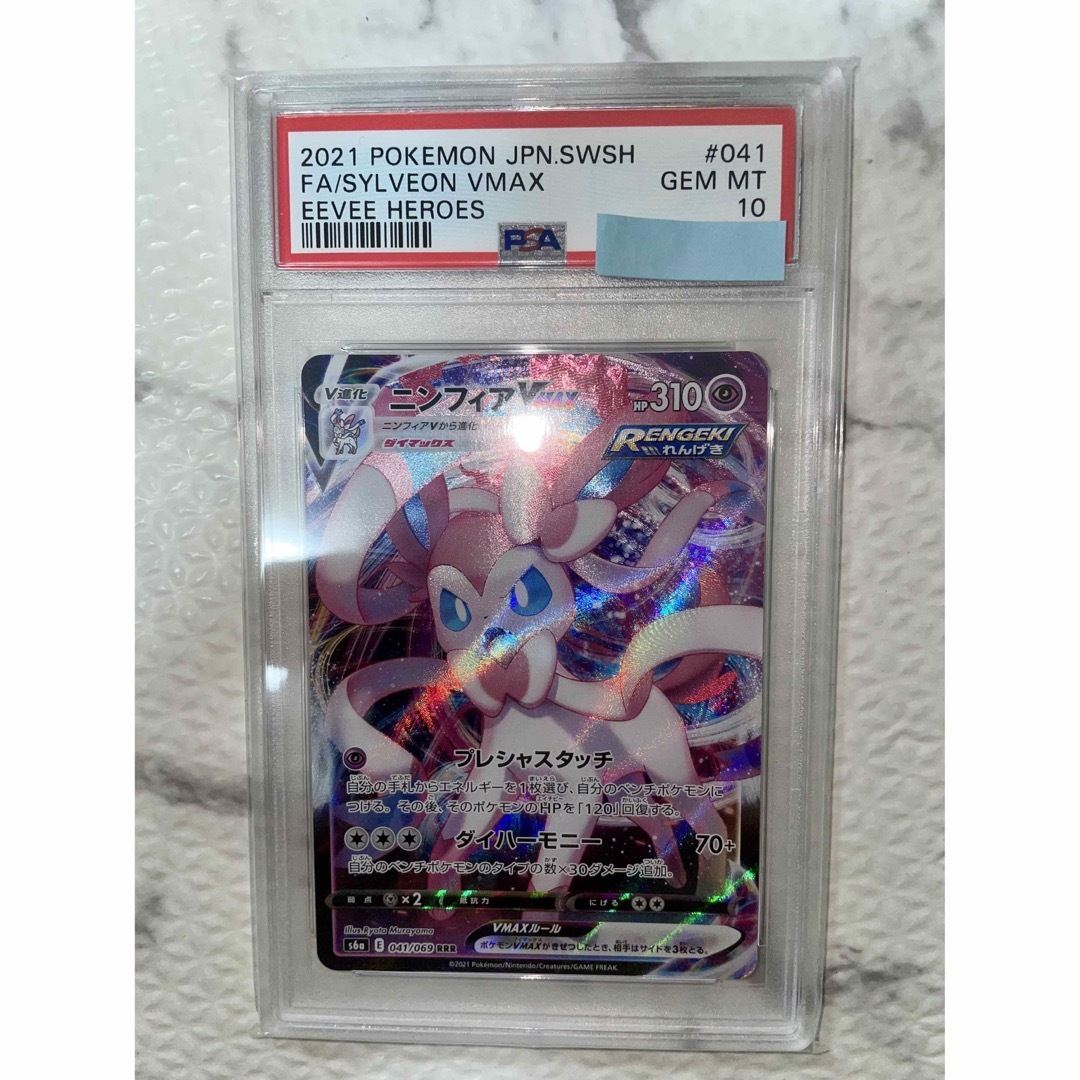 2021 POKEMON JPN.SWSH #041
FA/SYLVEON VMAX GEM MT
EEVEE HEROES 10
PSA
V進化 ニンフィアVMAX HP310
ニンフィアVから進化
ダイマックス
RENGEKI
れんげき
プレシャスタッチ
自分の手札からエネルギーを1枚選び、自分のベンチポケモンに
つける。その後、そのポケモンのHPを「120」回復する。
ダイハーモニー 70+
自分のベンチポケモンのタイプの数×30ダメージ追加。
弱点 ×2 抵抗力 にげる
Illus. Ryota Murayama
VMAXルール
s6a E 041/069 RRR
ポケモンVMAXがきぜつしたとき、相手はサイドを3枚とる。
©2021 Pokémon/Nintendo/Creatures/GAME FREAK.